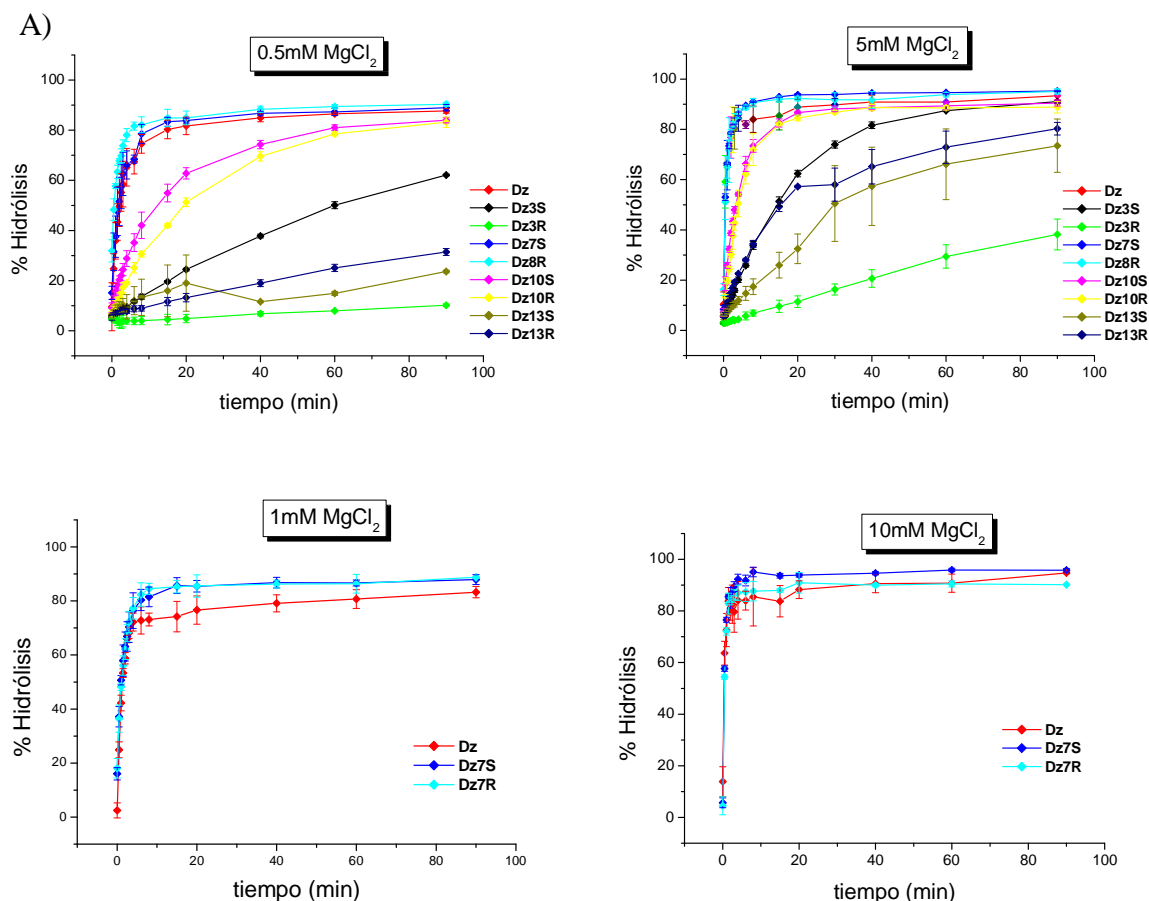 A)
0.5mM MgCl₂
% Hidrólisis
100
80
60
40
20
0
0 20 40 60 80 100
tiempo (min)
Dz
Dz3S
Dz3R
Dz7S
Dz8R
Dz10S
Dz10R
Dz13S
Dz13R
5mM MgCl₂
% Hidrólisis
100
80
60
40
20
0
0 20 40 60 80 100
tiempo (min)
Dz
Dz3S
Dz3R
Dz7S
Dz8R
Dz10S
Dz10R
Dz13S
Dz13R
1mM MgCl₂
% Hidrólisis
100
80
60
40
20
0
0 20 40 60 80 100
tiempo (min)
Dz
Dz7S
Dz7R
10mM MgCl₂
% Hidrólisis
100
80
60
40
20
0
0 20 40 60 80 100
tiempo (min)
Dz
Dz7S
Dz7R